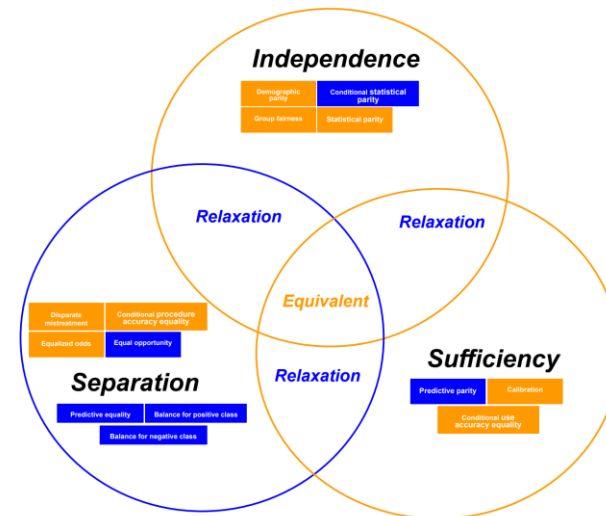 Independence
Demographic
parity
Conditional statistical
parity
Group fairness
Statistical parity
Relaxation
Relaxation
Equivalent
Disparate
mistreatment
Conditional procedure
accuracy equality
Equalized odds
Equal opportunity
Separation
Relaxation
Sufficiency
Predictive parity
Calibration
Conditional use
accuracy equality
Predictive equality
Balance for positive class
Balance for negative class